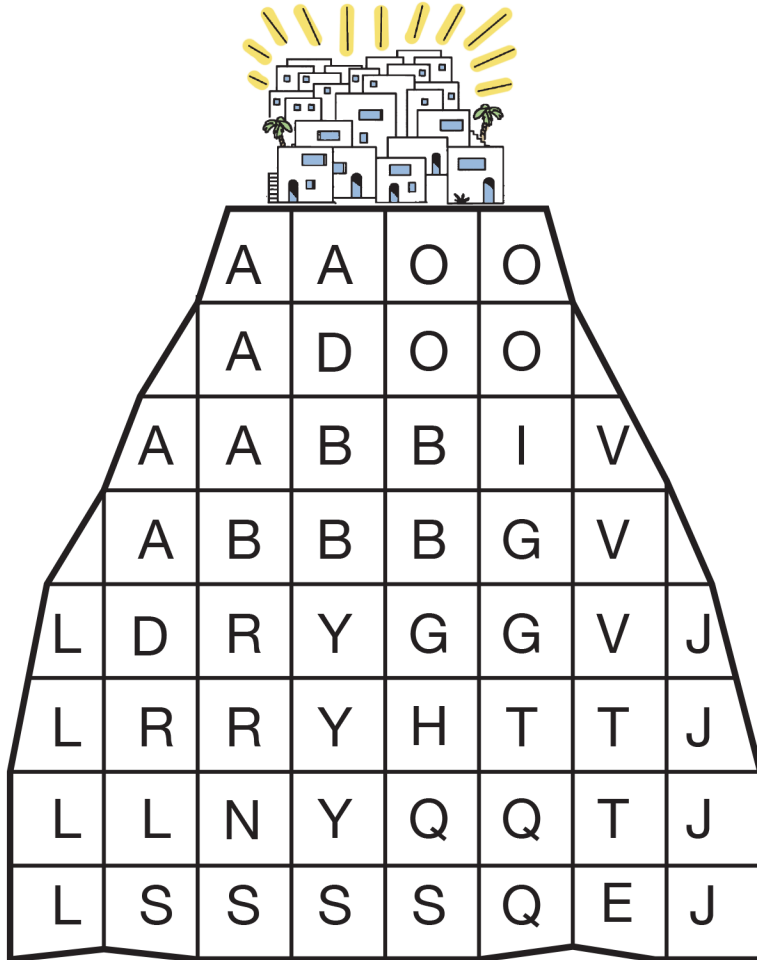 A A O O
A D O O
A A B B I V
A B B B G V
L D R Y G G V J
L R R Y H T T J
L L N Y Q Q T J
L S S S S Q E J